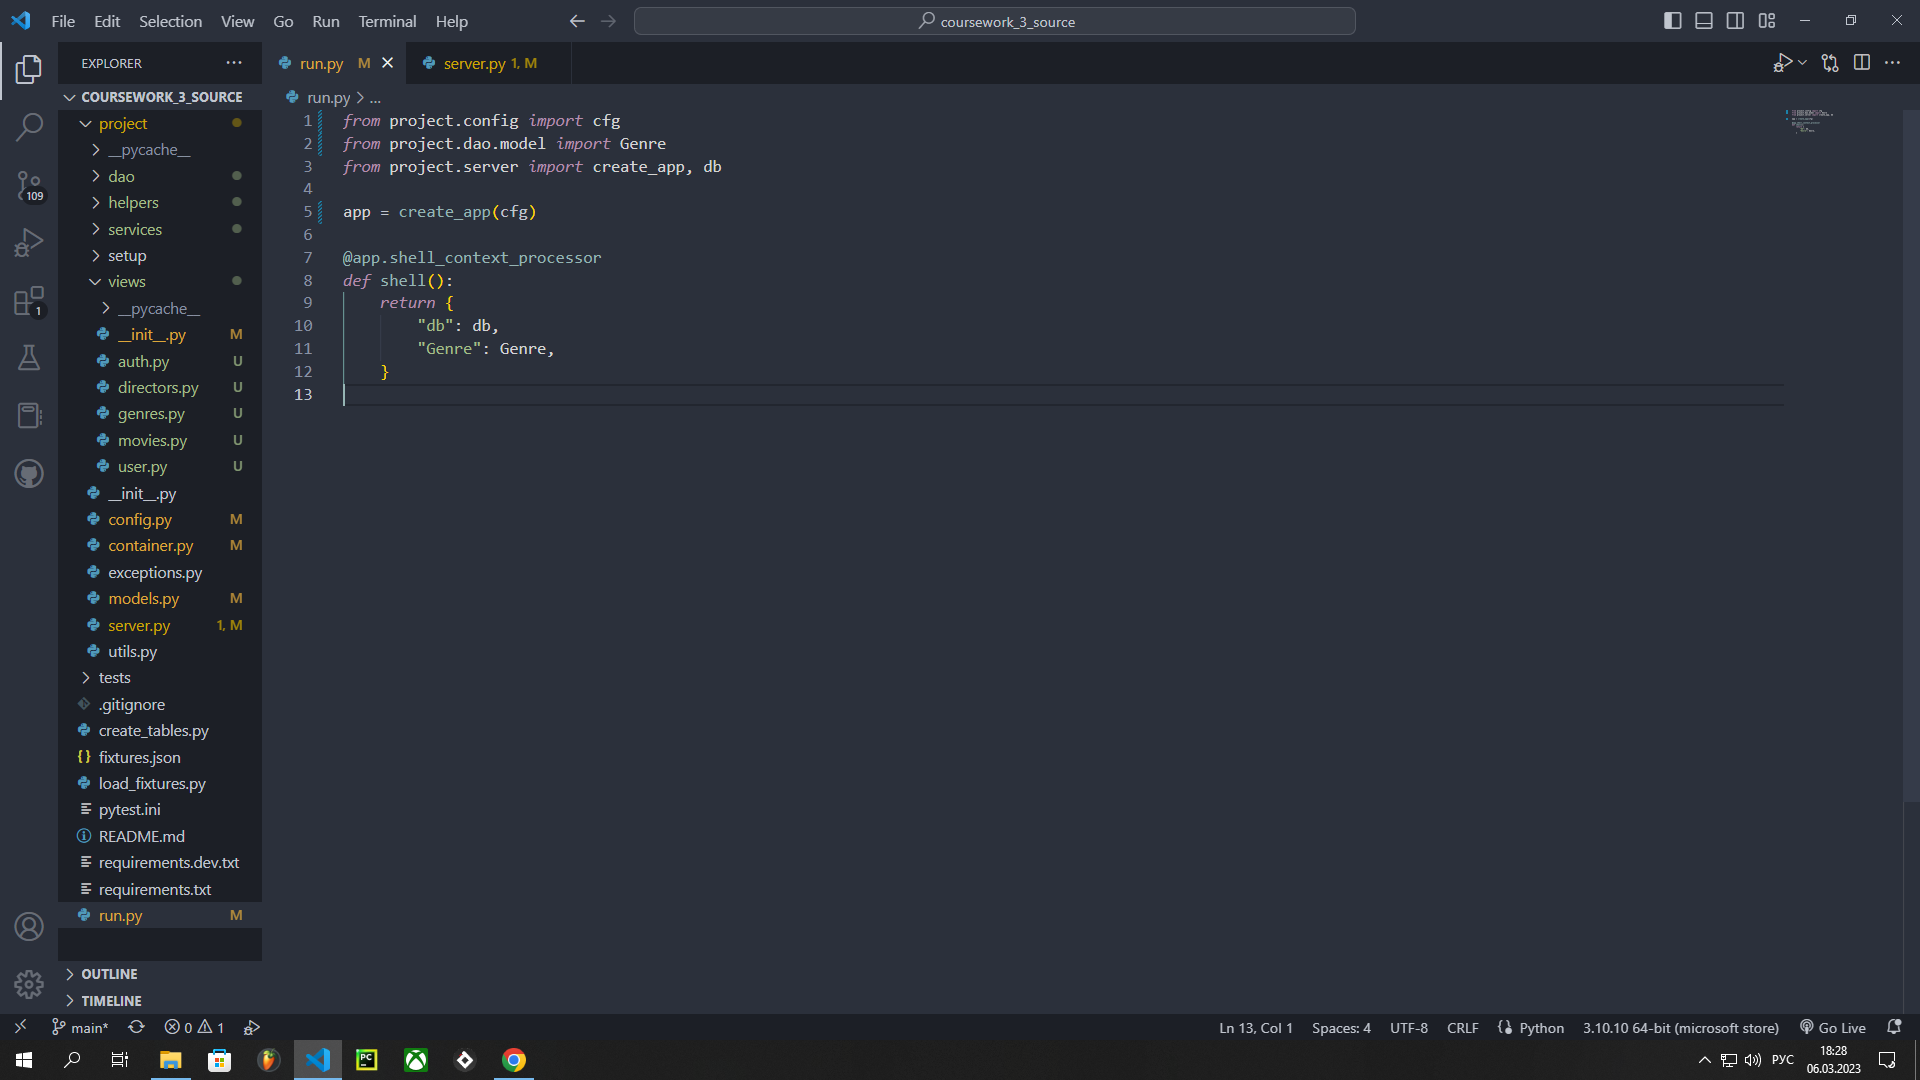 File Edit Selection View Go Run Terminal Help
coursework_3_source
EXPLORER
run.py M
server.py 1, M
COURSEWORK_3_SOURCE
run.py > ...
project
__pycache__
dao
helpers
services
setup
views
__pycache__
__init__.py M
auth.py U
directors.py U
genres.py U
movies.py U
user.py U
__init__.py
config.py M
container.py M
exceptions.py
models.py M
server.py 1, M
utils.py
tests
.gitignore
create_tables.py
fixtures.json
load_fixtures.py
pytest.ini
README.md
requirements.dev.txt
requirements.txt
run.py M
OUTLINE
TIMELINE
109
1
1 from project.config import cfg
2 from project.dao.model import Genre
3 from project.server import create_app, db
4
5 app = create_app(cfg)
6
7 @app.shell_context_processor
8 def shell():
9 return {
10 "db": db,
11 "Genre": Genre,
12 }
13
main* 0 1
Ln 13, Col 1 Spaces: 4 UTF-8 CRLF Python 3.10.10 64-bit (microsoft store) Go Live
PC
РУС
18:28
06.03.2023